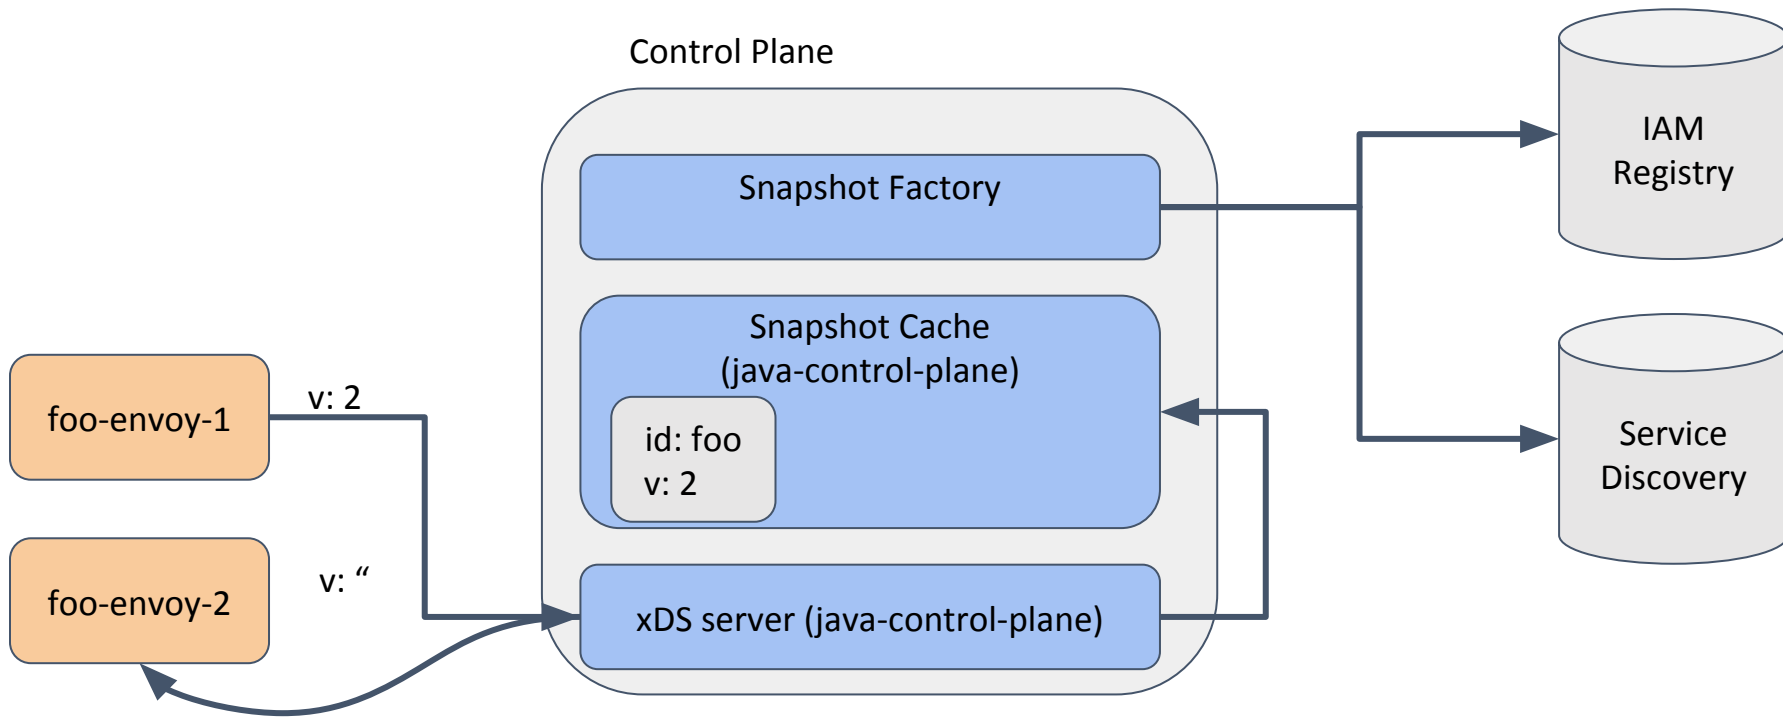 Control Plane
Snapshot Factory
Snapshot Cache
(java-control-plane)
id: foo
v: 2
xDS server (java-control-plane)
foo-envoy-1
v: 2
foo-envoy-2
v: “
IAM
Registry
Service
Discovery